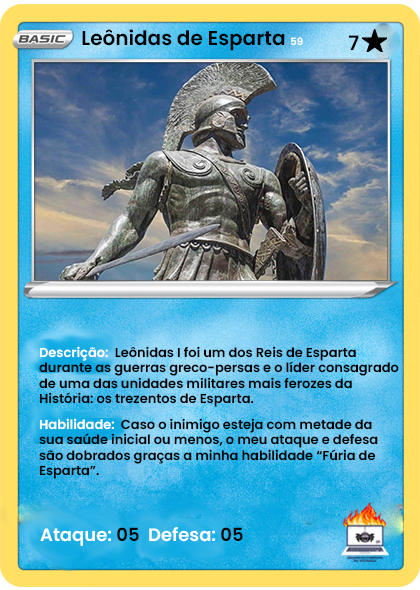 BASIC Leônidas de Esparta 59 7
Descrição: Leônidas I foi um dos Reis de Esparta
durante as guerras greco-persas e o líder consagrado
de uma das unidades militares mais ferozes da
História: os trezentos de Esparta.
Habilidade: Caso o inimigo esteja com metade da
sua saúde inicial ou menos, o meu ataque e defesa
são dobrados graças a minha habilidade “Fúria de
Esparta”.
Ataque: 05 Defesa: 05